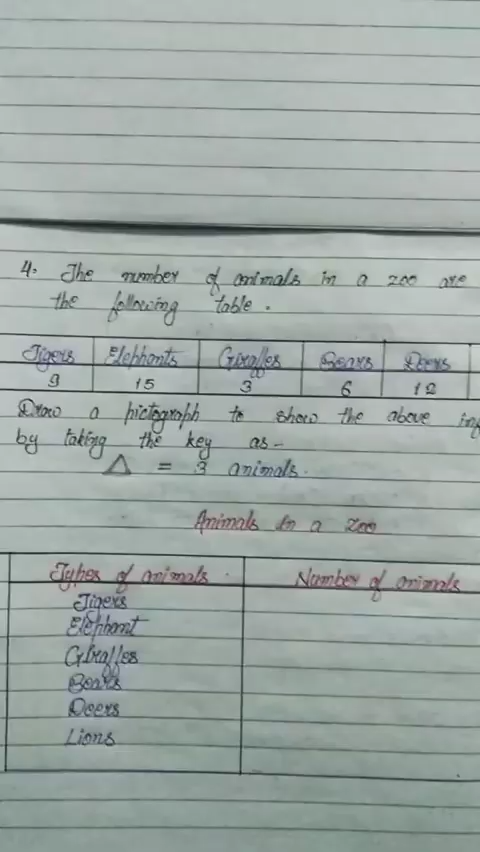 4. The number of animals in a zoo are
the following table.
Tigers Elephants Giraffes Bears Deers
9 15 3 6 12
Draw a pictograph to show the above inf
by taking the key as-
△ = 3 animals.
Animals In a Zoo
Types of animals. Number of animals
Tigers
Elephant
Giraffes
Bears
Deers
Lions